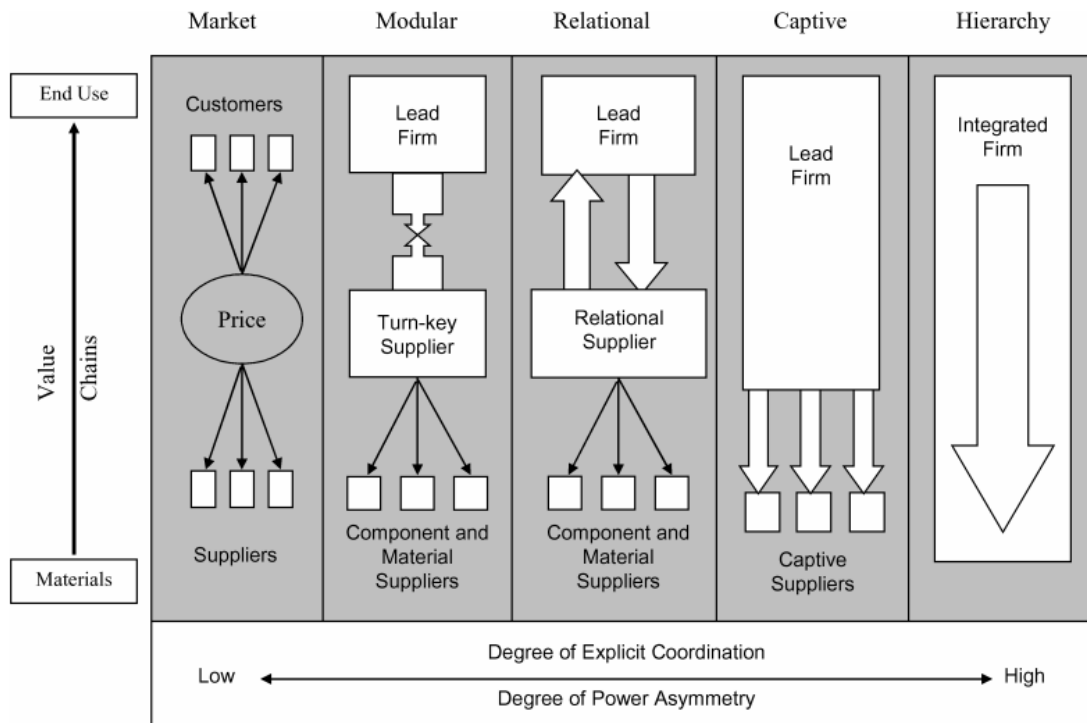 Market
Modular
Relational
Captive
Hierarchy
End Use
Value
Chains
Materials
Customers
Price
Suppliers
Lead
Firm
Turn-key
Supplier
Component and
Material
Suppliers
Lead
Firm
Relational
Supplier
Component and
Material
Suppliers
Lead
Firm
Captive
Suppliers
Integrated
Firm
Degree of Explicit Coordination
Low
High
Degree of Power Asymmetry